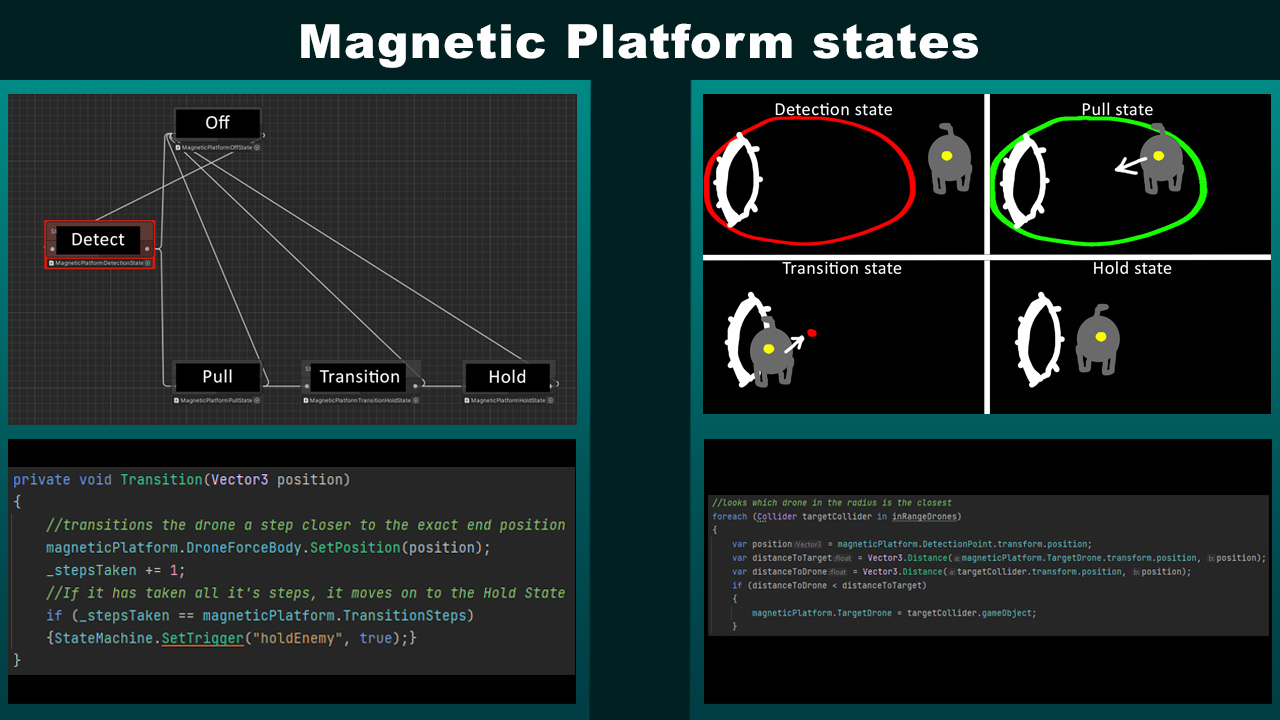 Magnetic Platform states
Off
MagneticPlatformOffState
Detect
MagneticPlatformDetectionState
Pull
Transition
Hold
MagneticPlatformPullState
MagneticPlatformTransitionHoldState
MagneticPlatformHoldState
Detection state
Pull state
Transition state
Hold state
private void Transition(Vector3 position)
{
//transitions the drone a step closer to the exact end position
magneticPlatform.DroneForceBody.SetPosition(position);
_stepsTaken += 1;
//If it has taken all it's steps, it moves on to the Hold State
if (_stepsTaken == magneticPlatform.TransitionSteps)
{StateMachine.SetTrigger("holdEnemy", true);}
}
//looks which drone in the radius is the closest
foreach (Collider targetCollider in inRangeDrones)
{
var position:Vector3 = magneticPlatform.DetectionPoint.transform.position;
var distanceToTarget:float = Vector3.Distance(a:magneticPlatform.TargetDrone.transform.position, b:position);
var distanceToDrone:float = Vector3.Distance(a:targetCollider.transform.position, b:position);
if (distanceToDrone < distanceToTarget)
{
magneticPlatform.TargetDrone = targetCollider.gameObject;
}